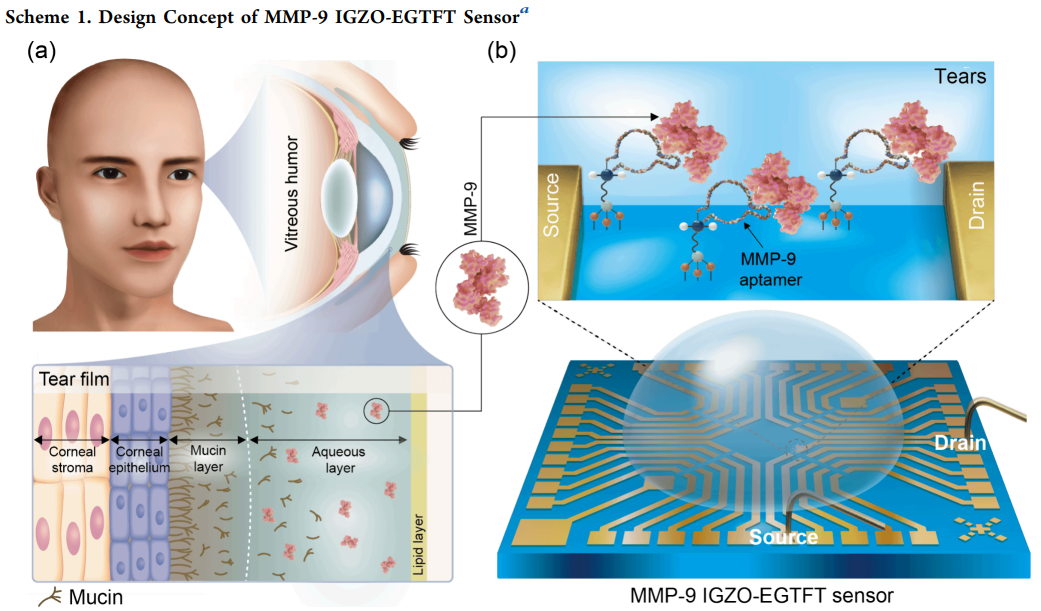 Scheme 1. Design Concept of MMP-9 IGZO-EGTFT Sensorᵃ
(a)
Vitreous humor
MMP-9
Tear film
Corneal
stroma
Corneal
epithelium
Mucin
layer
Aqueous
layer
Lipid layer
Mucin
(b)
Tears
Source
Drain
MMP-9
aptamer
Drain
Source
MMP-9 IGZO-EGTFT sensor